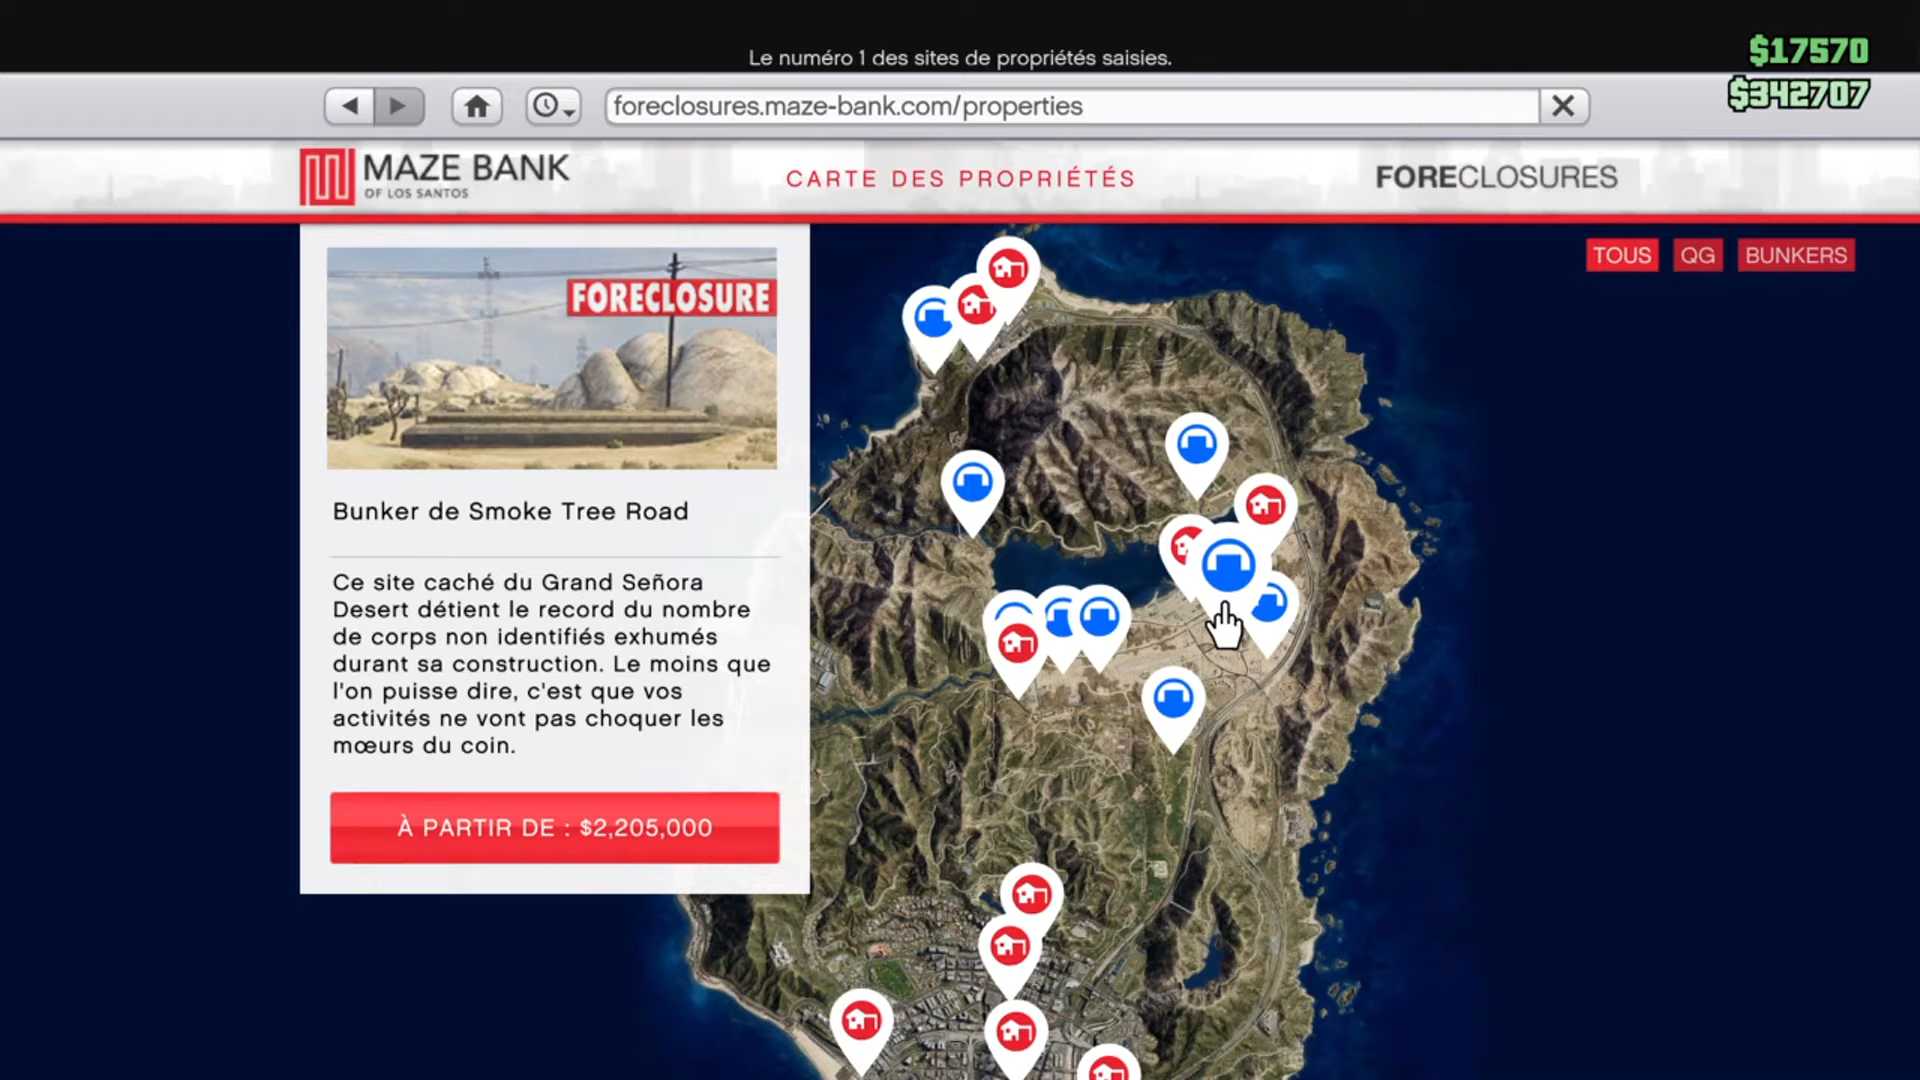 Le numéro 1 des sites de propriétés saisies.
$17570
$342707
foreclosures.maze-bank.com/properties
MAZE BANK
OF LOS SANTOS
CARTE DES PROPRIÉTÉS
FORECLOSURES
TOUS
QG
BUNKERS
FORECLOSURE
Bunker de Smoke Tree Road
Ce site caché du Grand Señora
Desert détient le record du nombre
de corps non identifiés exhumés
durant sa construction. Le moins que
l'on puisse dire, c'est que vos
activités ne vont pas choquer les
mœurs du coin.
À PARTIR DE : $2,205,000